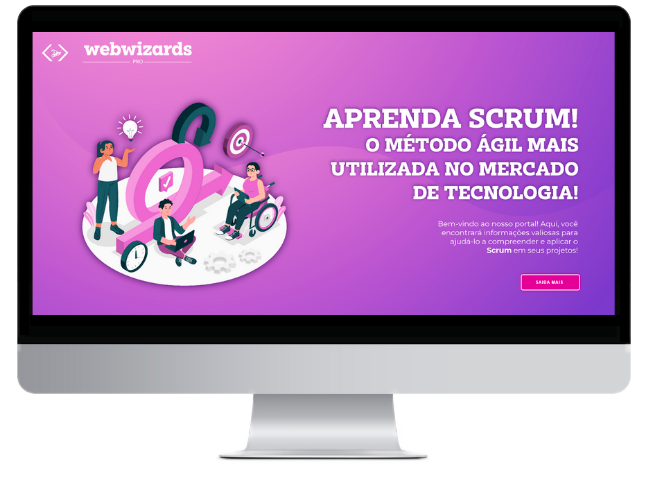 webwizards
PRO
APRENDA SCRUM!
O MÉTODO ÁGIL MAIS
UTILIZADA NO MERCADO
DE TECNOLOGIA!
Bem-vindo ao nosso portal! Aqui, você
encontrará informações valiosas para
ajudá-lo a compreender e aplicar o
Scrum em seus projetos!
SAIBA MAIS